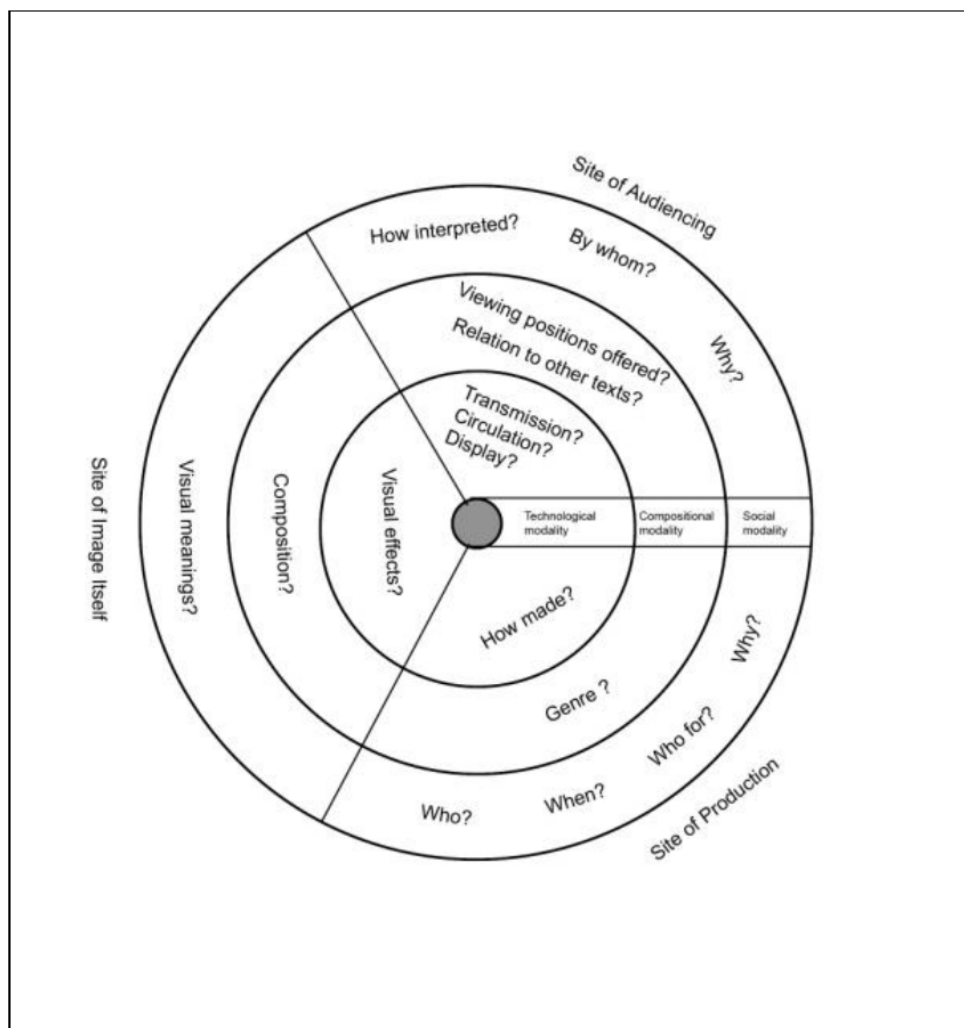 Site of Audiencing
How interpreted?
By whom?
Why?
Viewing positions offered?
Relation to other texts?
Transmission?
Circulation?
Display?
Site of Image Itself
Visual meanings?
Composition?
Visual effects?
Technological
modality
Compositional
modality
Social
modality
How made?
Genre ?
Why?
Who for?
When?
Who?
Site of Production